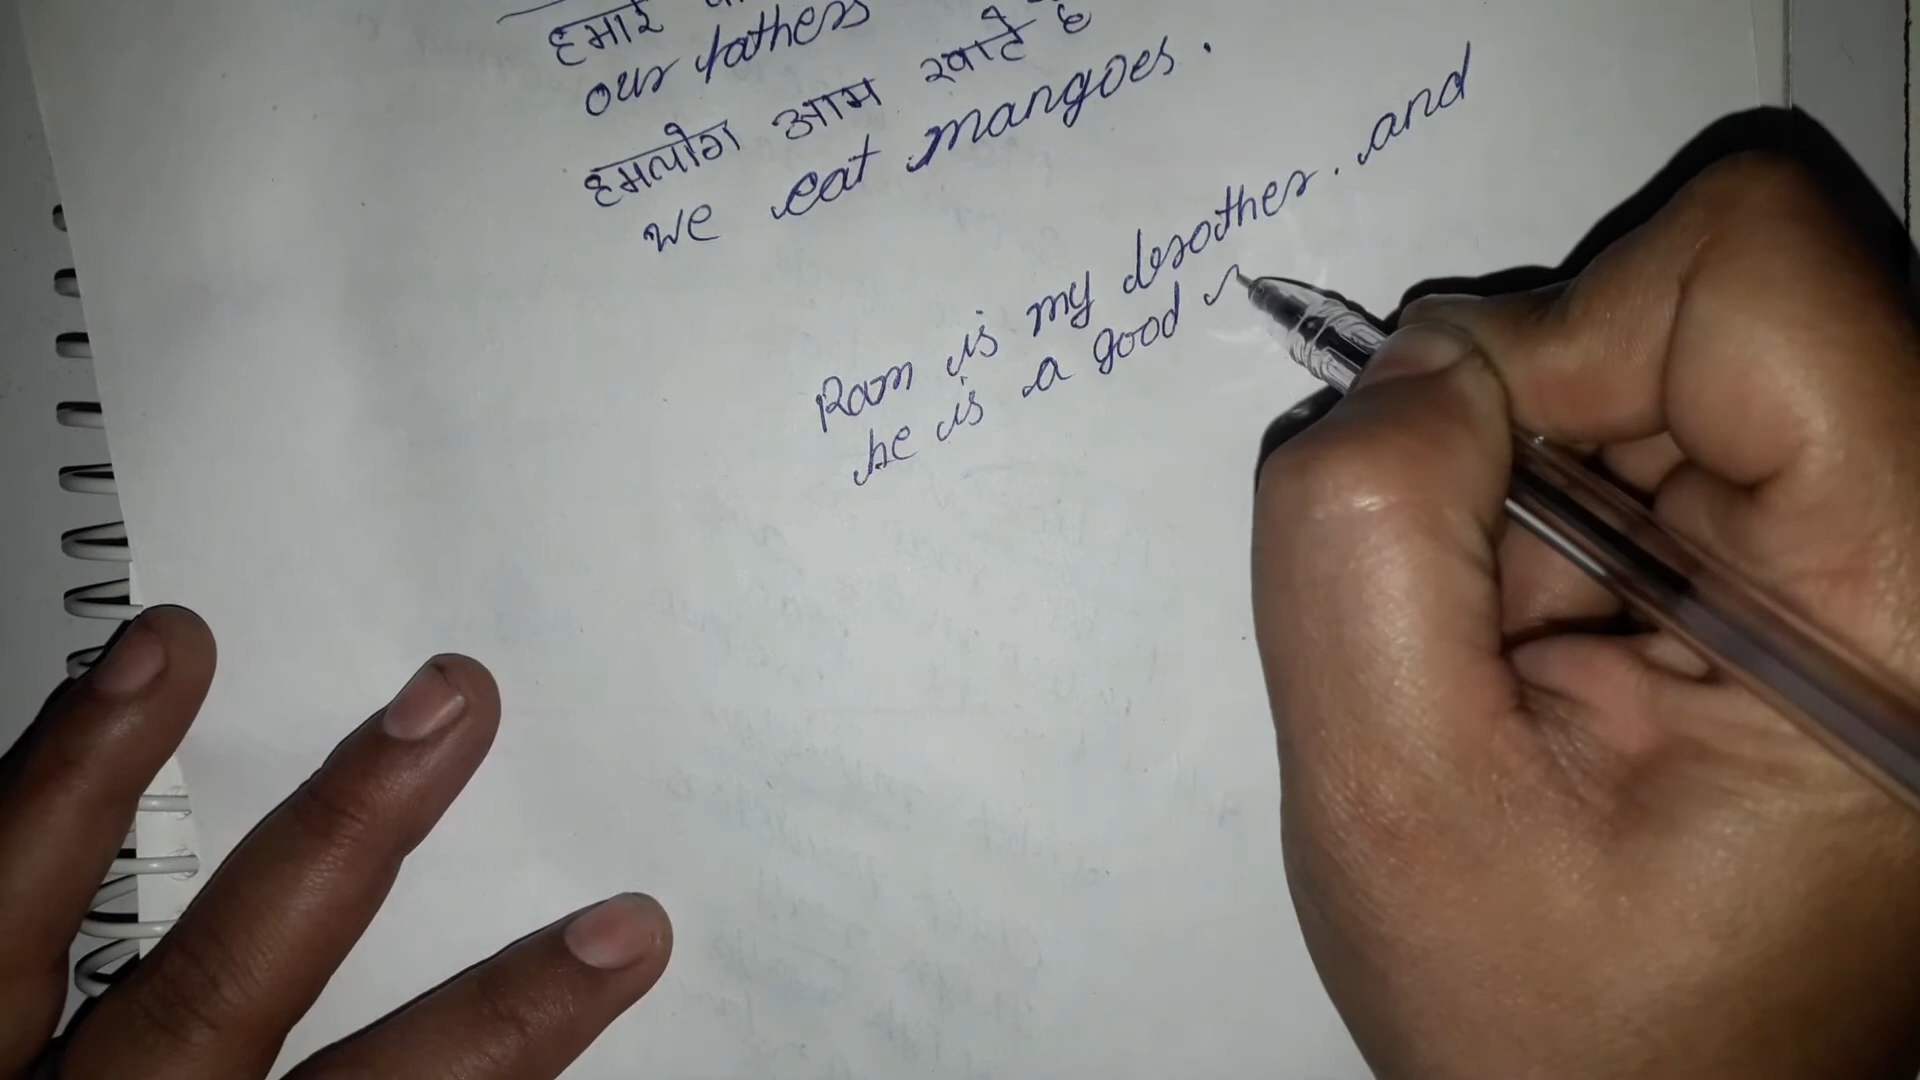 हमारे
our fathers
हमलोग आम खाटे है
we eat mangoes.
Ram is my brother. and
he is a good